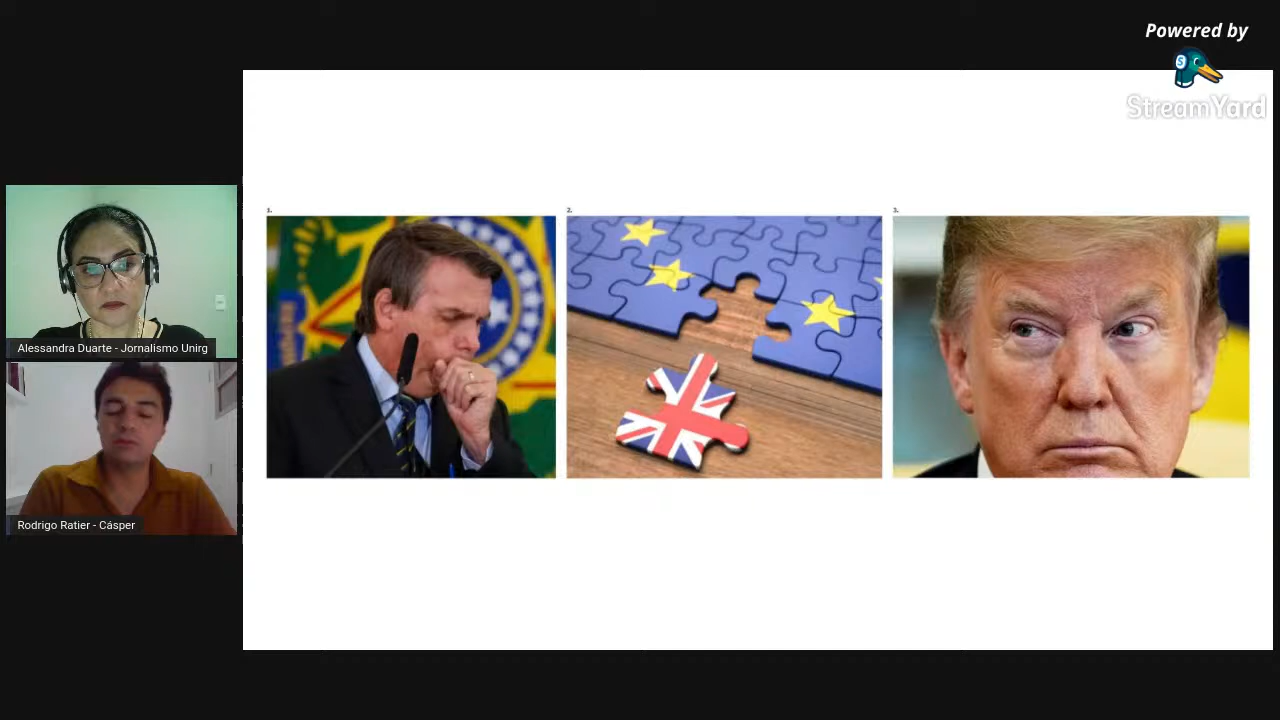 Powered by
StreamYard
1.
2.
3.
Alessandra Duarte - Jornalismo Unirg
Rodrigo Ratier - Cásper